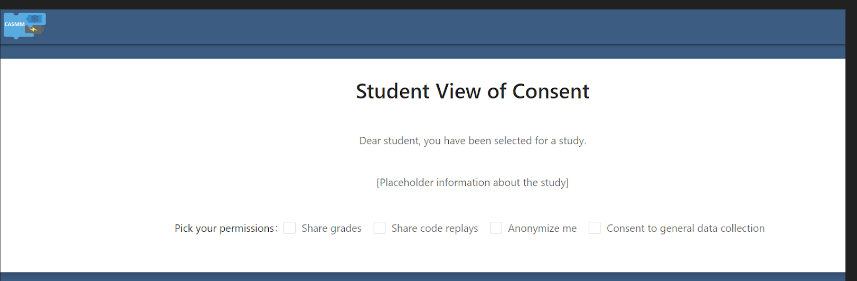 CASMM
Student View of Consent
Dear student, you have been selected for a study.
[Placeholder information about the study]
Pick your permissions: Share grades Share code replays Anonymize me Consent to general data collection